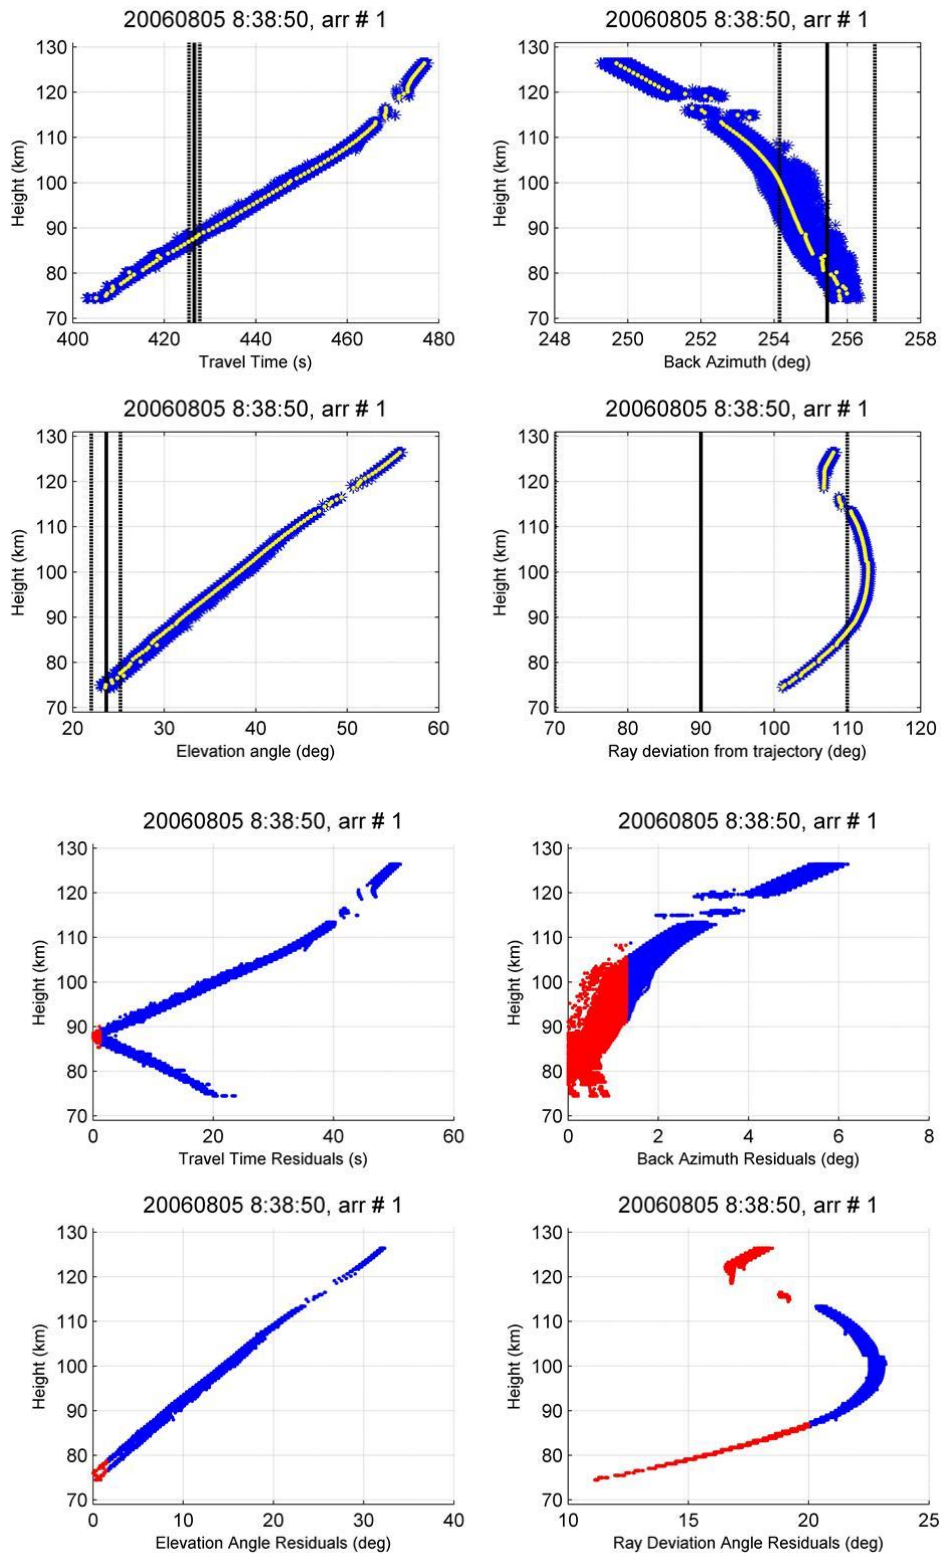 20060805 8:38:50, arr # 1
Height (km)
130
120
110
100
90
80
70
400 420 440 460 480
Travel Time (s)
20060805 8:38:50, arr # 1
Height (km)
130
120
110
100
90
80
70
248 250 252 254 256 258
Back Azimuth (deg)
20060805 8:38:50, arr # 1
Height (km)
130
120
110
100
90
80
70
20 30 40 50 60
Elevation angle (deg)
20060805 8:38:50, arr # 1
Height (km)
130
120
110
100
90
80
70
70 80 90 100 110 120
Ray deviation from trajectory (deg)
20060805 8:38:50, arr # 1
Height (km)
130
120
110
100
90
80
70
0 20 40 60
Travel Time Residuals (s)
20060805 8:38:50, arr # 1
Height (km)
130
120
110
100
90
80
70
0 2 4 6 8
Back Azimuth Residuals (deg)
20060805 8:38:50, arr # 1
Height (km)
130
120
110
100
90
80
70
0 10 20 30 40
Elevation Angle Residuals (deg)
20060805 8:38:50, arr # 1
Height (km)
130
120
110
100
90
80
70
10 15 20 25
Ray Deviation Angle Residuals (deg)